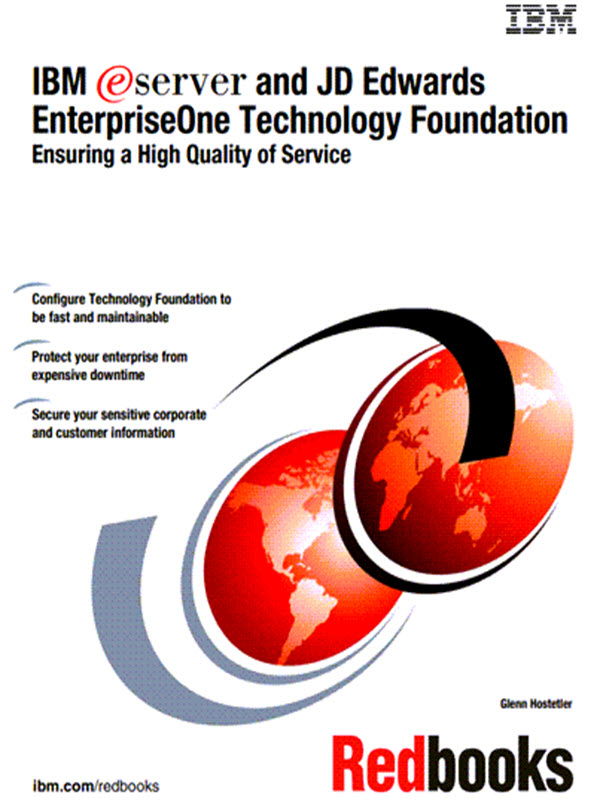 IBM
IBM eserver and JD Edwards
EnterpriseOne Technology Foundation
Ensuring a High Quality of Service
Configure Technology Foundation to
be fast and maintainable
Protect your enterprise from
expensive downtime
Secure your sensitive corporate
and customer information
Glenn Hostetler
ibm.com/redbooks
Redbooks